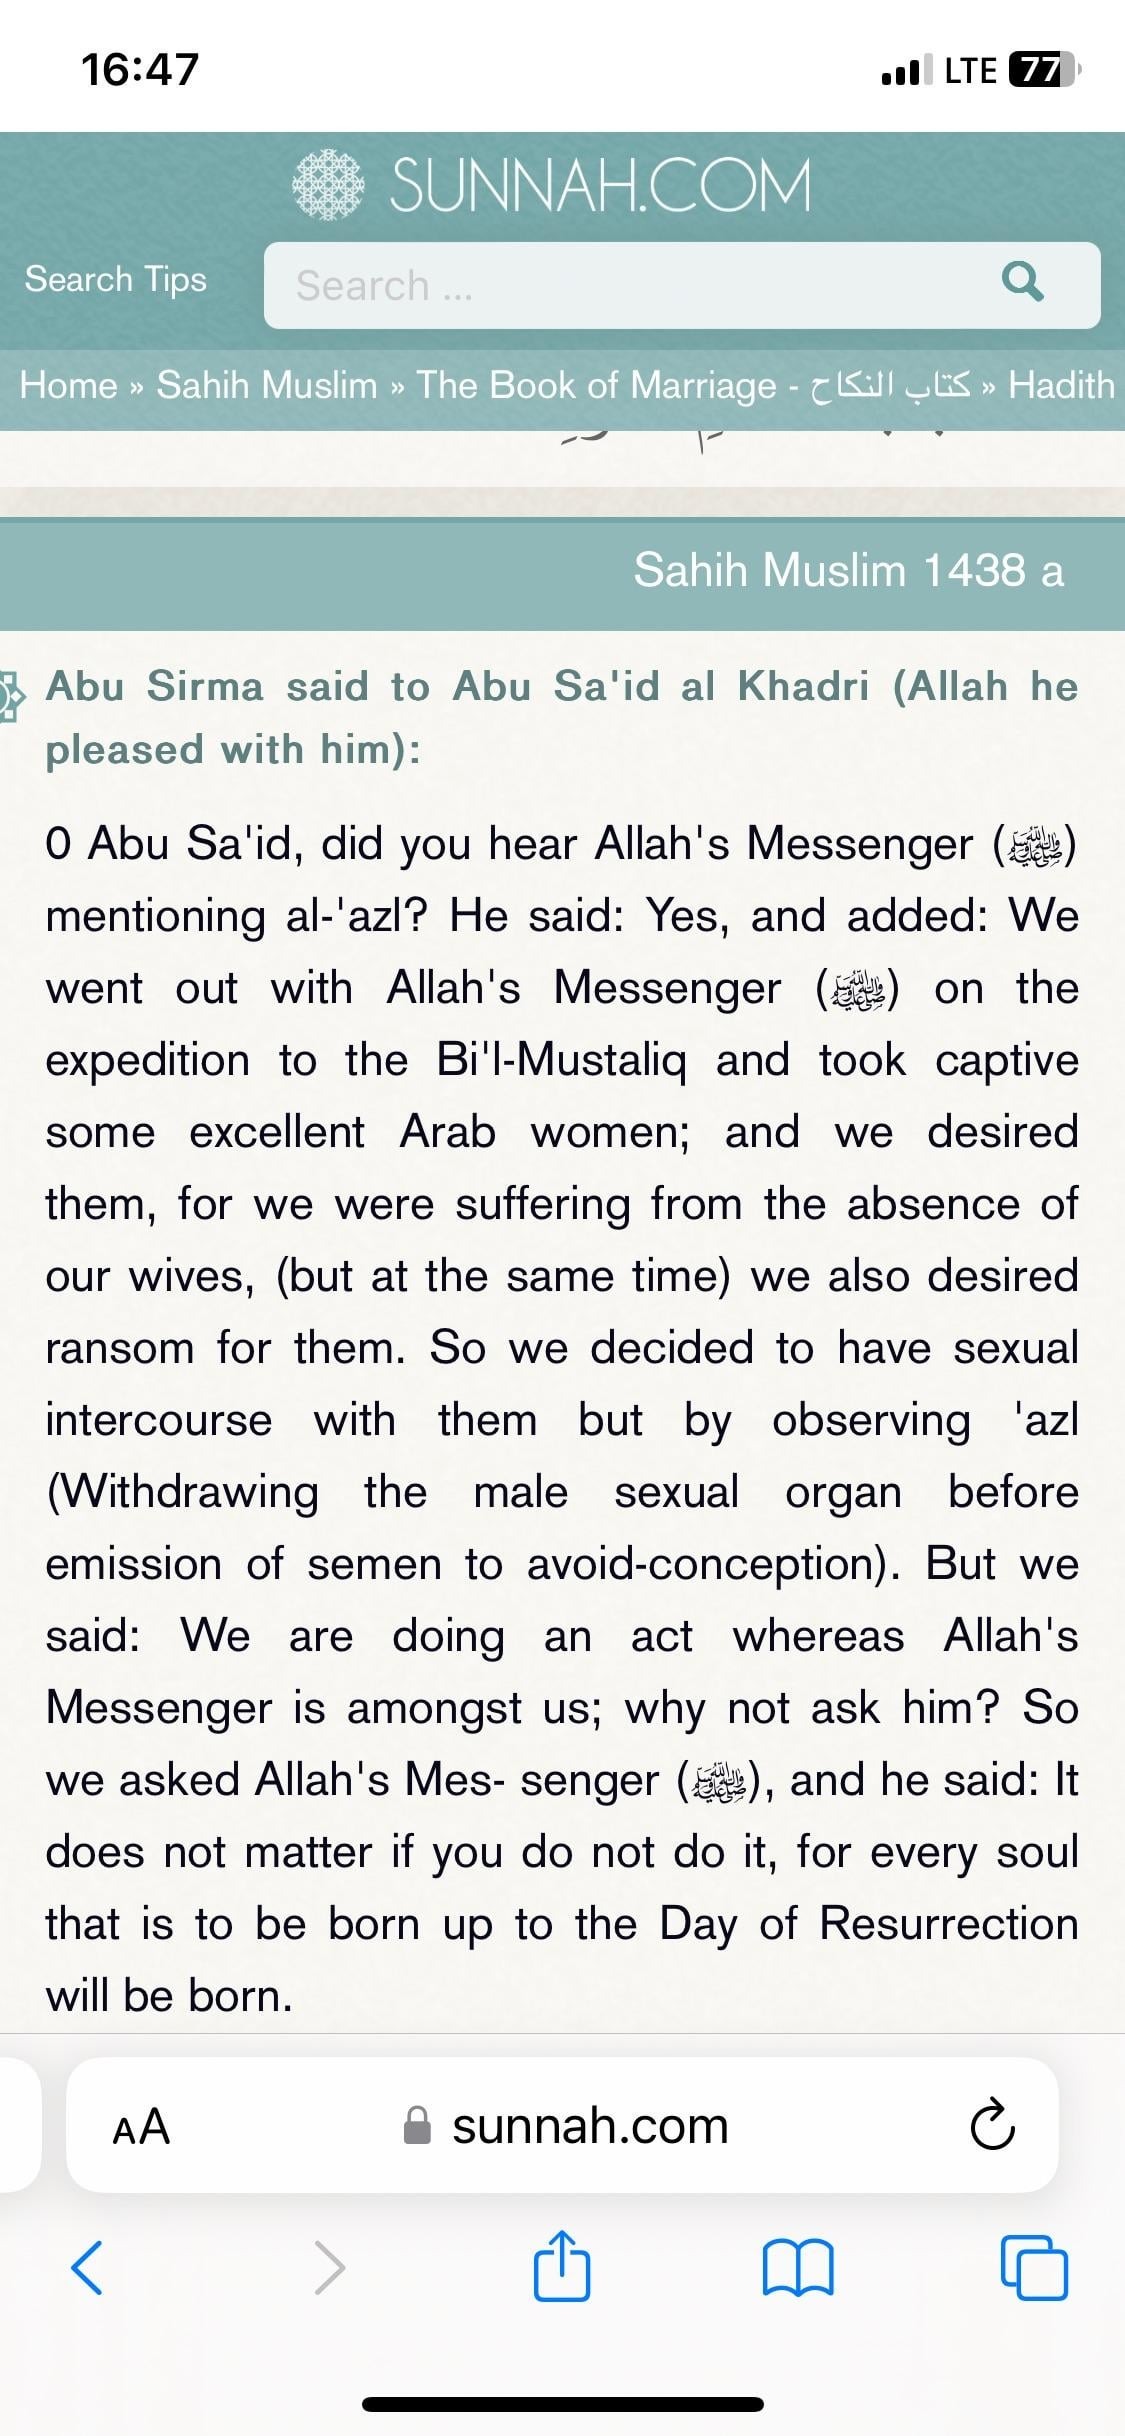 16:47
LTE 77
SUNNAH.COM
Search Tips
Search ...
Home » Sahih Muslim » The Book of Marriage - كتاب النكاح » Hadith
Sahih Muslim 1438 a
Abu Sirma said to Abu Sa'id al Khadri (Allah he
pleased with him):
0 Abu Sa'id, did you hear Allah's Messenger (ﷺ)
mentioning al-'azl? He said: Yes, and added: We
went out with Allah's Messenger (ﷺ) on the
expedition to the Bi'l-Mustaliq and took captive
some excellent Arab women; and we desired
them, for we were suffering from the absence of
our wives, (but at the same time) we also desired
ransom for them. So we decided to have sexual
intercourse with them but by observing 'azl
(Withdrawing the male sexual organ before
emission of semen to avoid-conception). But we
said: We are doing an act whereas Allah's
Messenger is amongst us; why not ask him? So
we asked Allah's Mes- senger (ﷺ), and he said: It
does not matter if you do not do it, for every soul
that is to be born up to the Day of Resurrection
will be born.
AA sunnah.com